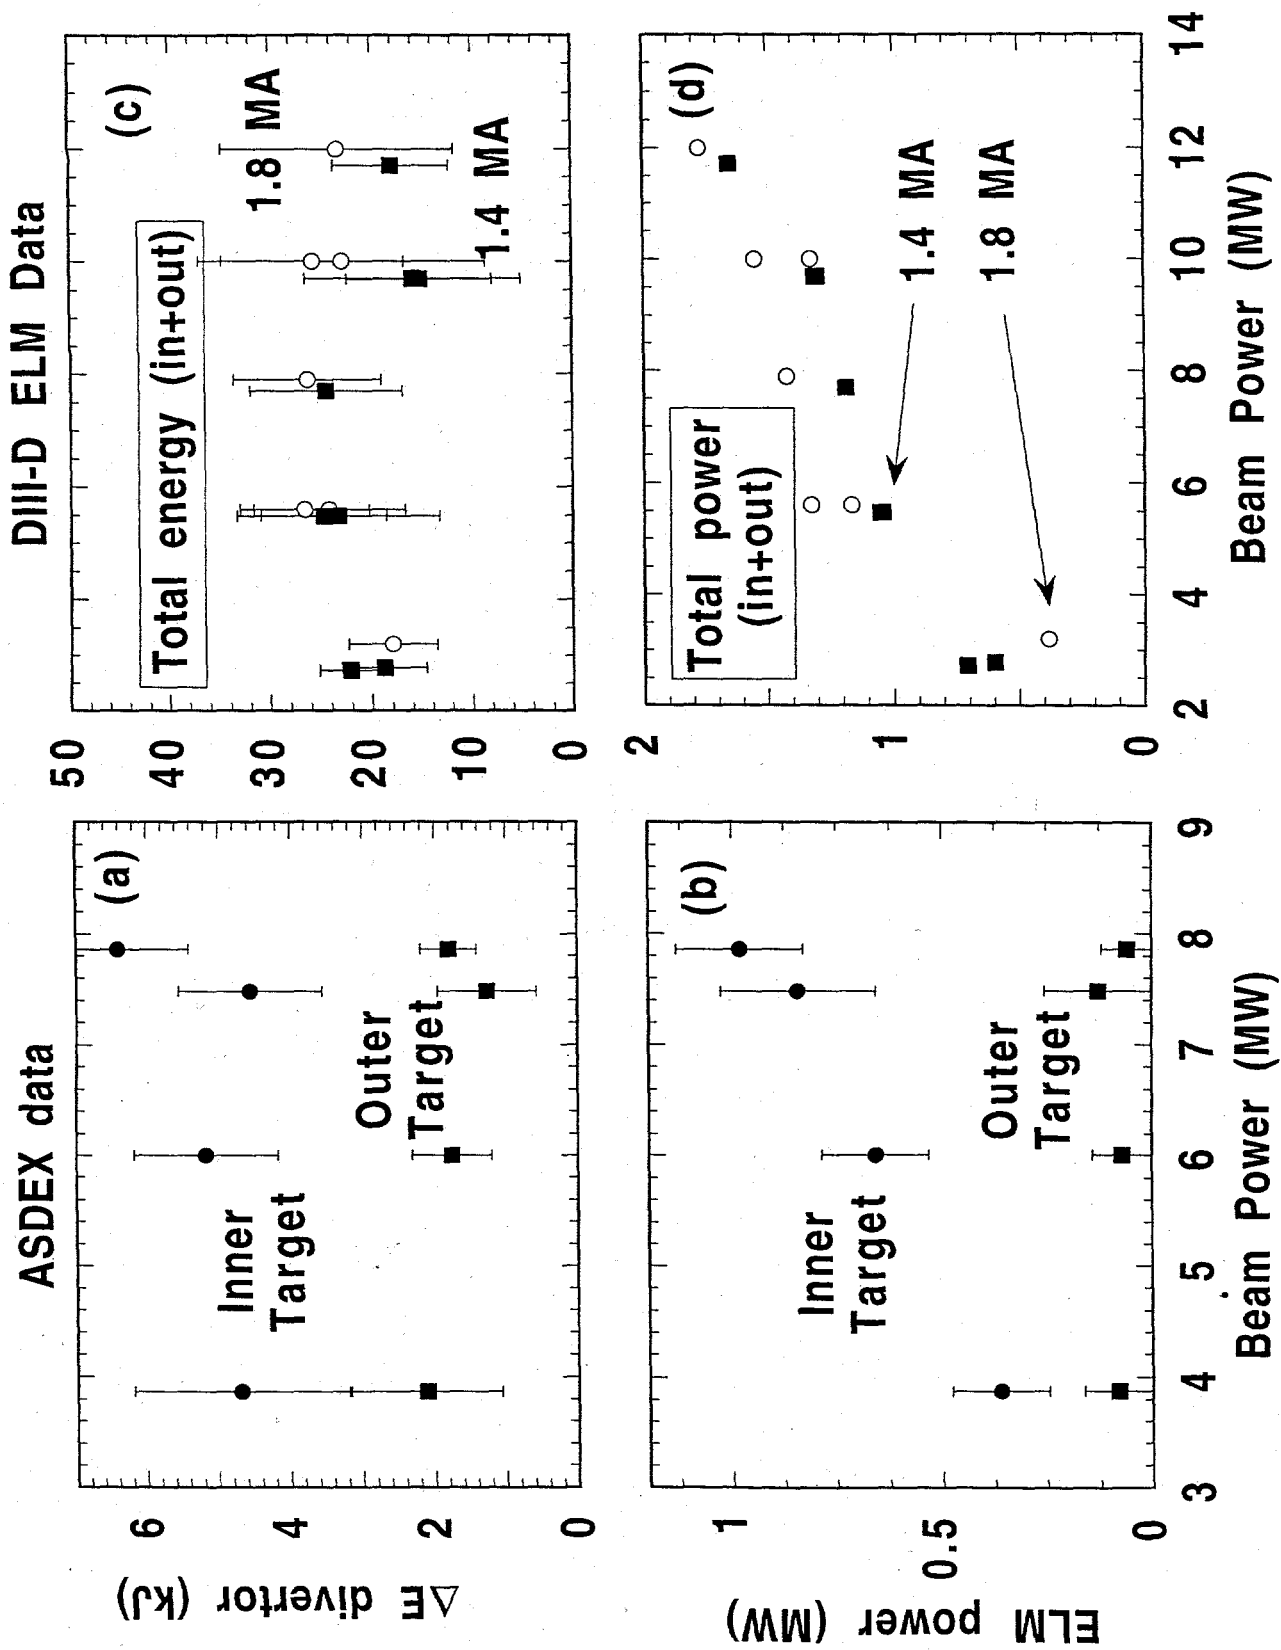 ASDEX data
DIII-D ELM Data
ΔE divertor (kJ)
6
4
2
0
(a)
Inner
Target
Outer
Target
50
40
30
20
10
0
Total energy (in+out)
(c)
1.8 MA
1.4 MA
ELM power (MW)
1
0.5
0
(b)
Inner
Target
Outer
Target
3 4 5 6 7 8 9
Beam Power (MW)
2
1
0
Total power
(in+out)
(d)
1.4 MA
1.8 MA
2 4 6 8 10 12 14
Beam Power (MW)